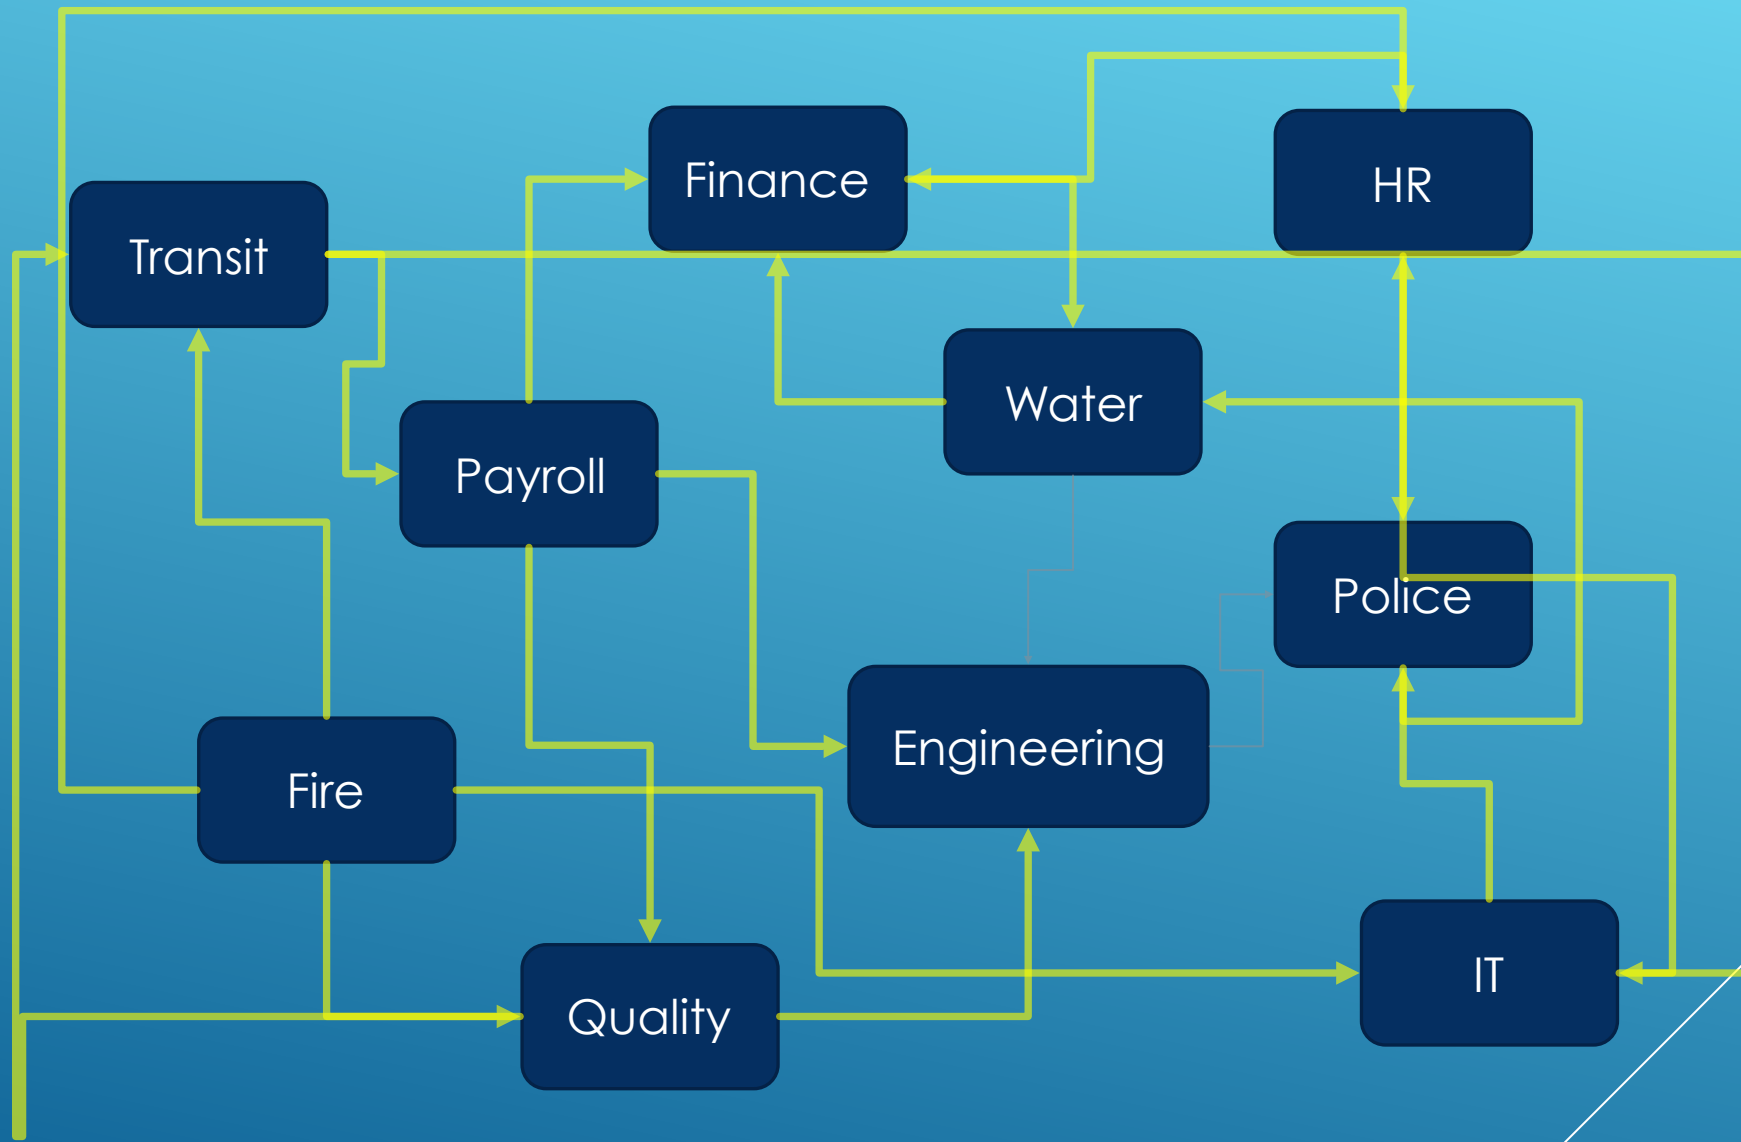 Finance
HR
Transit
Water
Payroll
Police
Engineering
Fire
IT
Quality